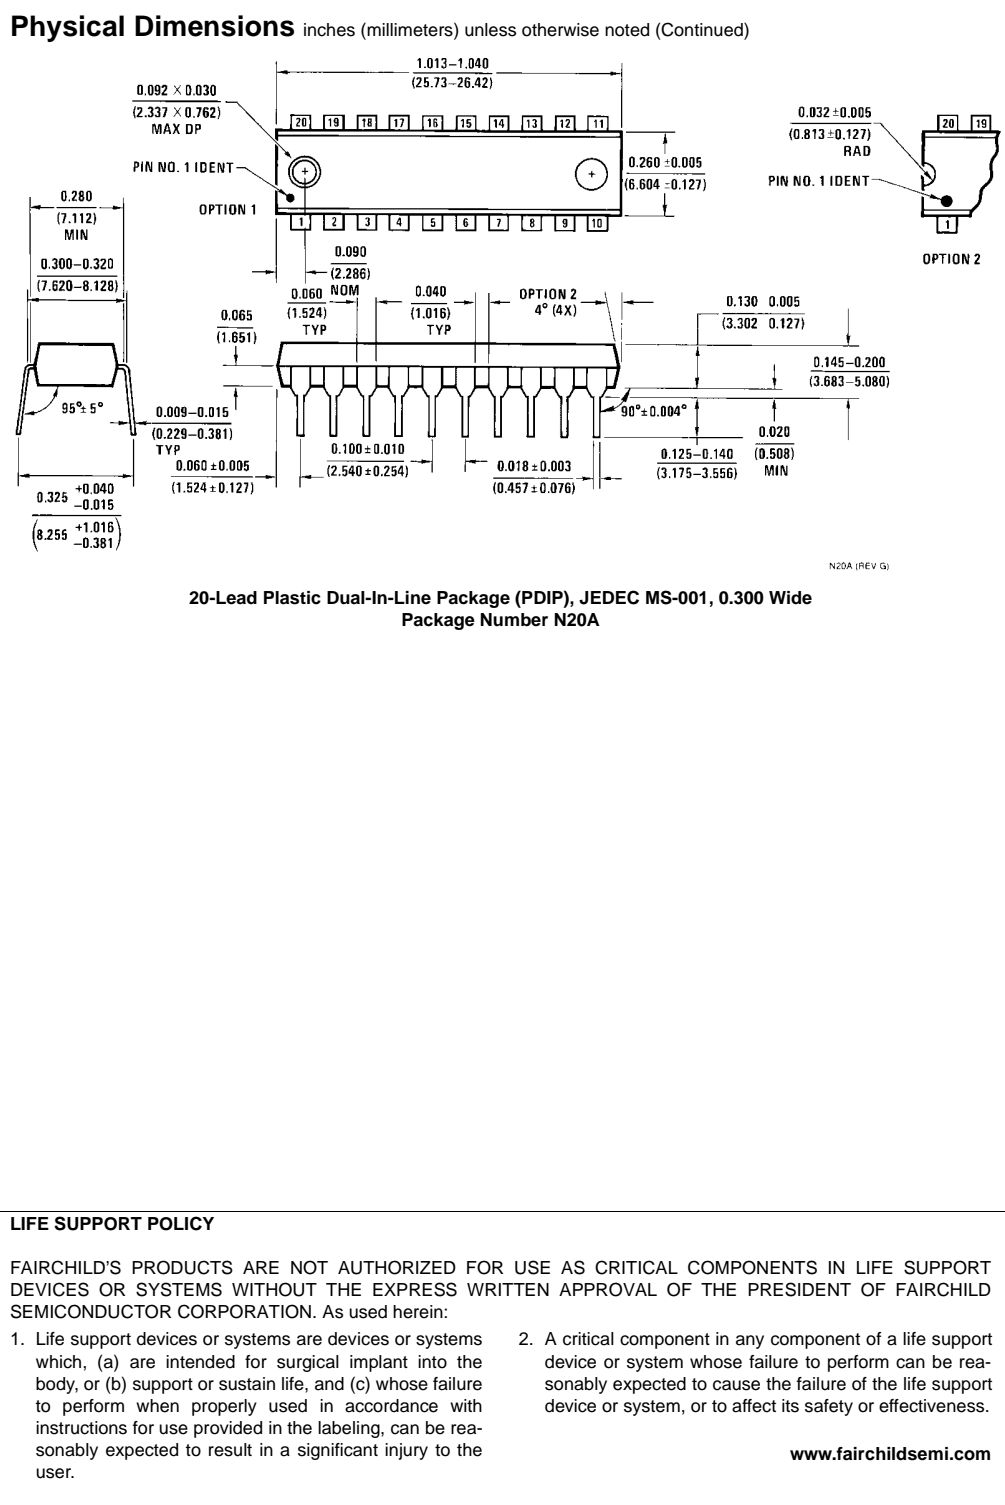 Physical Dimensions inches (millimeters) unless otherwise noted (Continued)
1.013–1.040
(25.73–26.42)
0.092 × 0.030
(2.337 × 0.762)
MAX DP
0.032 ±0.005
(0.813 ±0.127)
RAD
20 19 18 17 16 15 14 13 12 11
20 19
PIN NO. 1 IDENT
0.260 ±0.005
(6.604 ±0.127)
PIN NO. 1 IDENT
OPTION 1
1 2 3 4 5 6 7 8 9 10
1
OPTION 2
0.280
(7.112)
MIN
0.300–0.320
(7.620–8.128)
0.090
(2.286)
NOM
0.060
(1.524)
TYP
0.040
(1.016)
TYP
OPTION 2
4° (4X)
0.065
(1.651)
0.130 0.005
(3.302 0.127)
0.145–0.200
(3.683–5.080)
95°± 5°
0.009–0.015
(0.229–0.381)
TYP
90°±0.004°
0.020
(0.508)
MIN
0.125–0.140
(3.175–3.556)
0.100±0.010
(2.540 ±0.254)
0.018 ±0.003
(0.457 ±0.076)
0.060 ±0.005
(1.524 ±0.127)
0.325 +0.040
–0.015
(8.255 +1.016
–0.381)
N20A (REV G)
20-Lead Plastic Dual-In-Line Package (PDIP), JEDEC MS-001, 0.300 Wide
Package Number N20A
LIFE SUPPORT POLICY
FAIRCHILD'S PRODUCTS ARE NOT AUTHORIZED FOR USE AS CRITICAL COMPONENTS IN LIFE SUPPORT
DEVICES OR SYSTEMS WITHOUT THE EXPRESS WRITTEN APPROVAL OF THE PRESIDENT OF FAIRCHILD
SEMICONDUCTOR CORPORATION. As used herein:
1. Life support devices or systems are devices or systems
which, (a) are intended for surgical implant into the
body, or (b) support or sustain life, and (c) whose failure
to perform when properly used in accordance with
instructions for use provided in the labeling, can be rea-
sonably expected to result in a significant injury to the
user.
2. A critical component in any component of a life support
device or system whose failure to perform can be rea-
sonably expected to cause the failure of the life support
device or system, or to affect its safety or effectiveness.
www.fairchildsemi.com